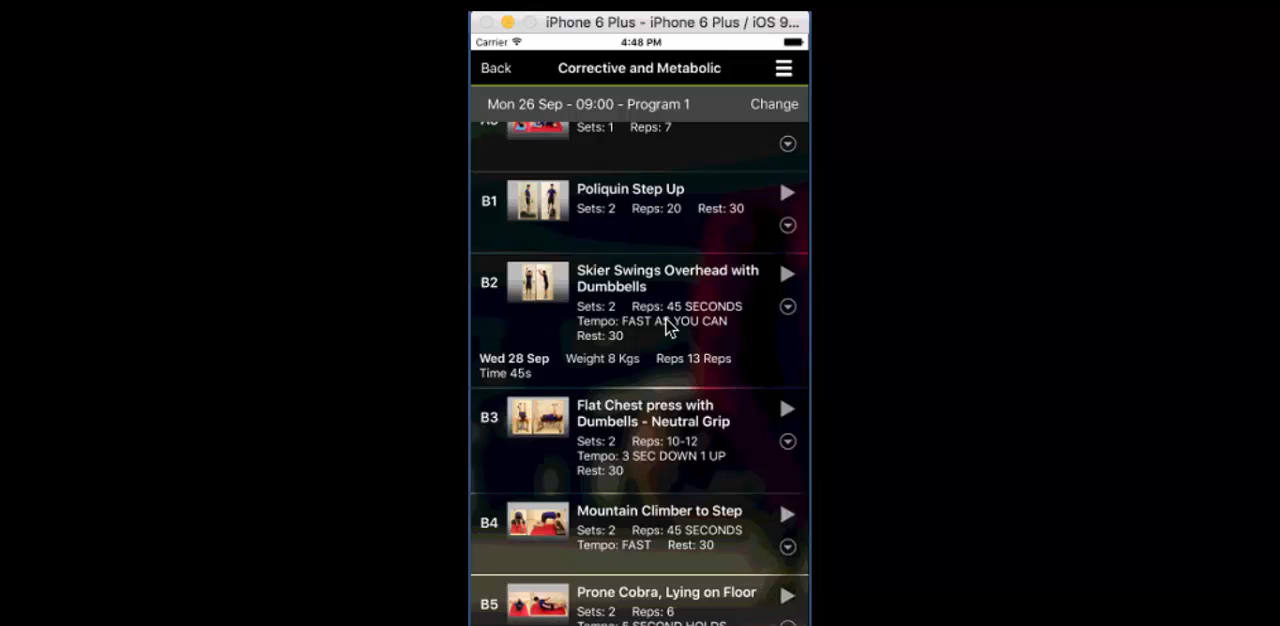 iPhone 6 Plus - iPhone 6 Plus / iOS 9...
Carrier 4:48 PM
Back Corrective and Metabolic
Mon 26 Sep - 09:00 - Program 1 Change
Sets: 1 Reps: 7
B1 Poliquin Step Up
Sets: 2 Reps: 20 Rest: 30
B2 Skier Swings Overhead with
Dumbbells
Sets: 2 Reps: 45 SECONDS
Tempo: FAST AS YOU CAN
Rest: 30
Wed 28 Sep Weight 8 Kgs Reps 13 Reps
Time 45s
B3 Flat Chest press with
Dumbells - Neutral Grip
Sets: 2 Reps: 10-12
Tempo: 3 SEC DOWN 1 UP
Rest: 30
B4 Mountain Climber to Step
Sets: 2 Reps: 45 SECONDS
Tempo: FAST Rest: 30
B5 Prone Cobra, Lying on Floor
Sets: 2 Reps: 6
Tempo: 5 SECOND HOLDS